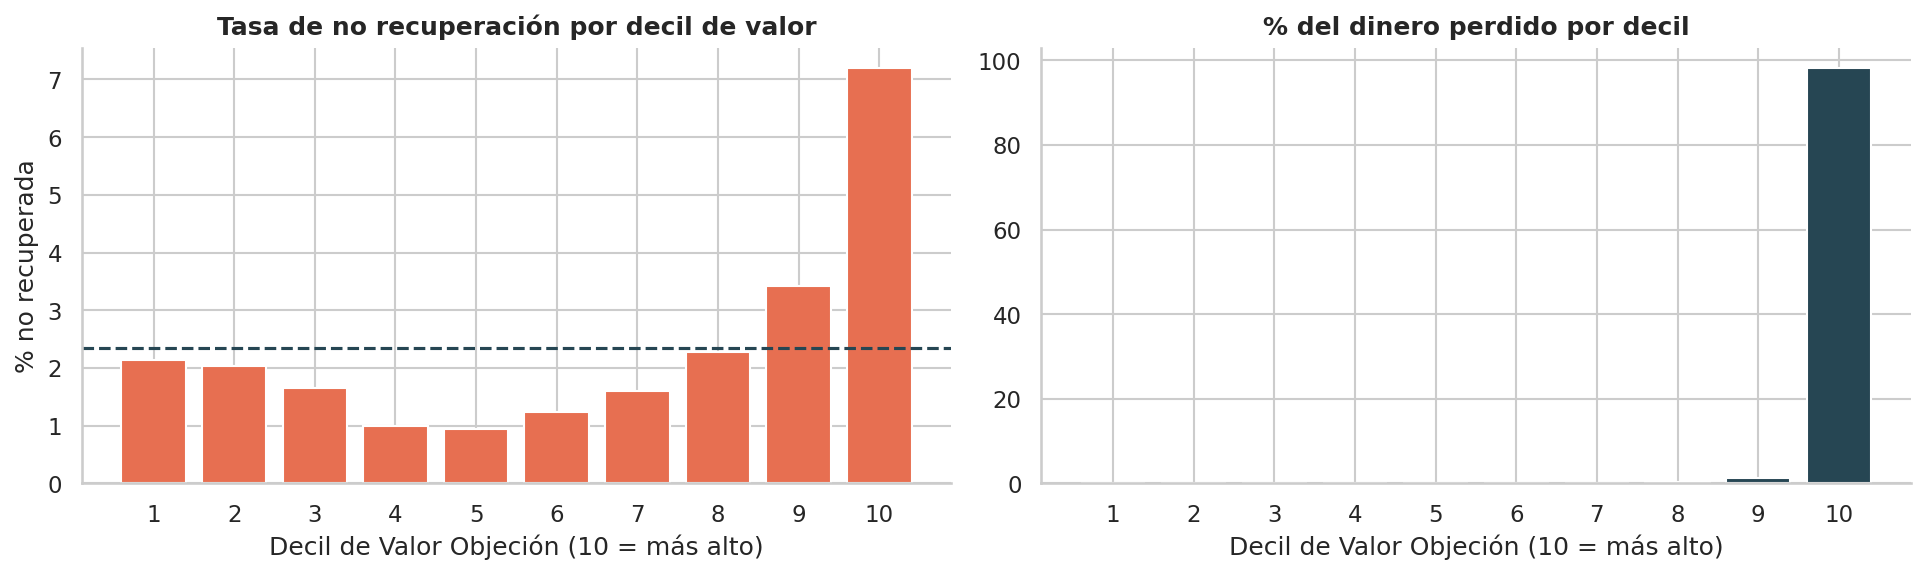 Tasa de no recuperación por decil de valor
% no recuperada
7
6
5
4
3
2
1
0
1 2 3 4 5 6 7 8 9 10
Decil de Valor Objeción (10 = más alto)
% del dinero perdido por decil
100
80
60
40
20
0
1 2 3 4 5 6 7 8 9 10
Decil de Valor Objeción (10 = más alto)